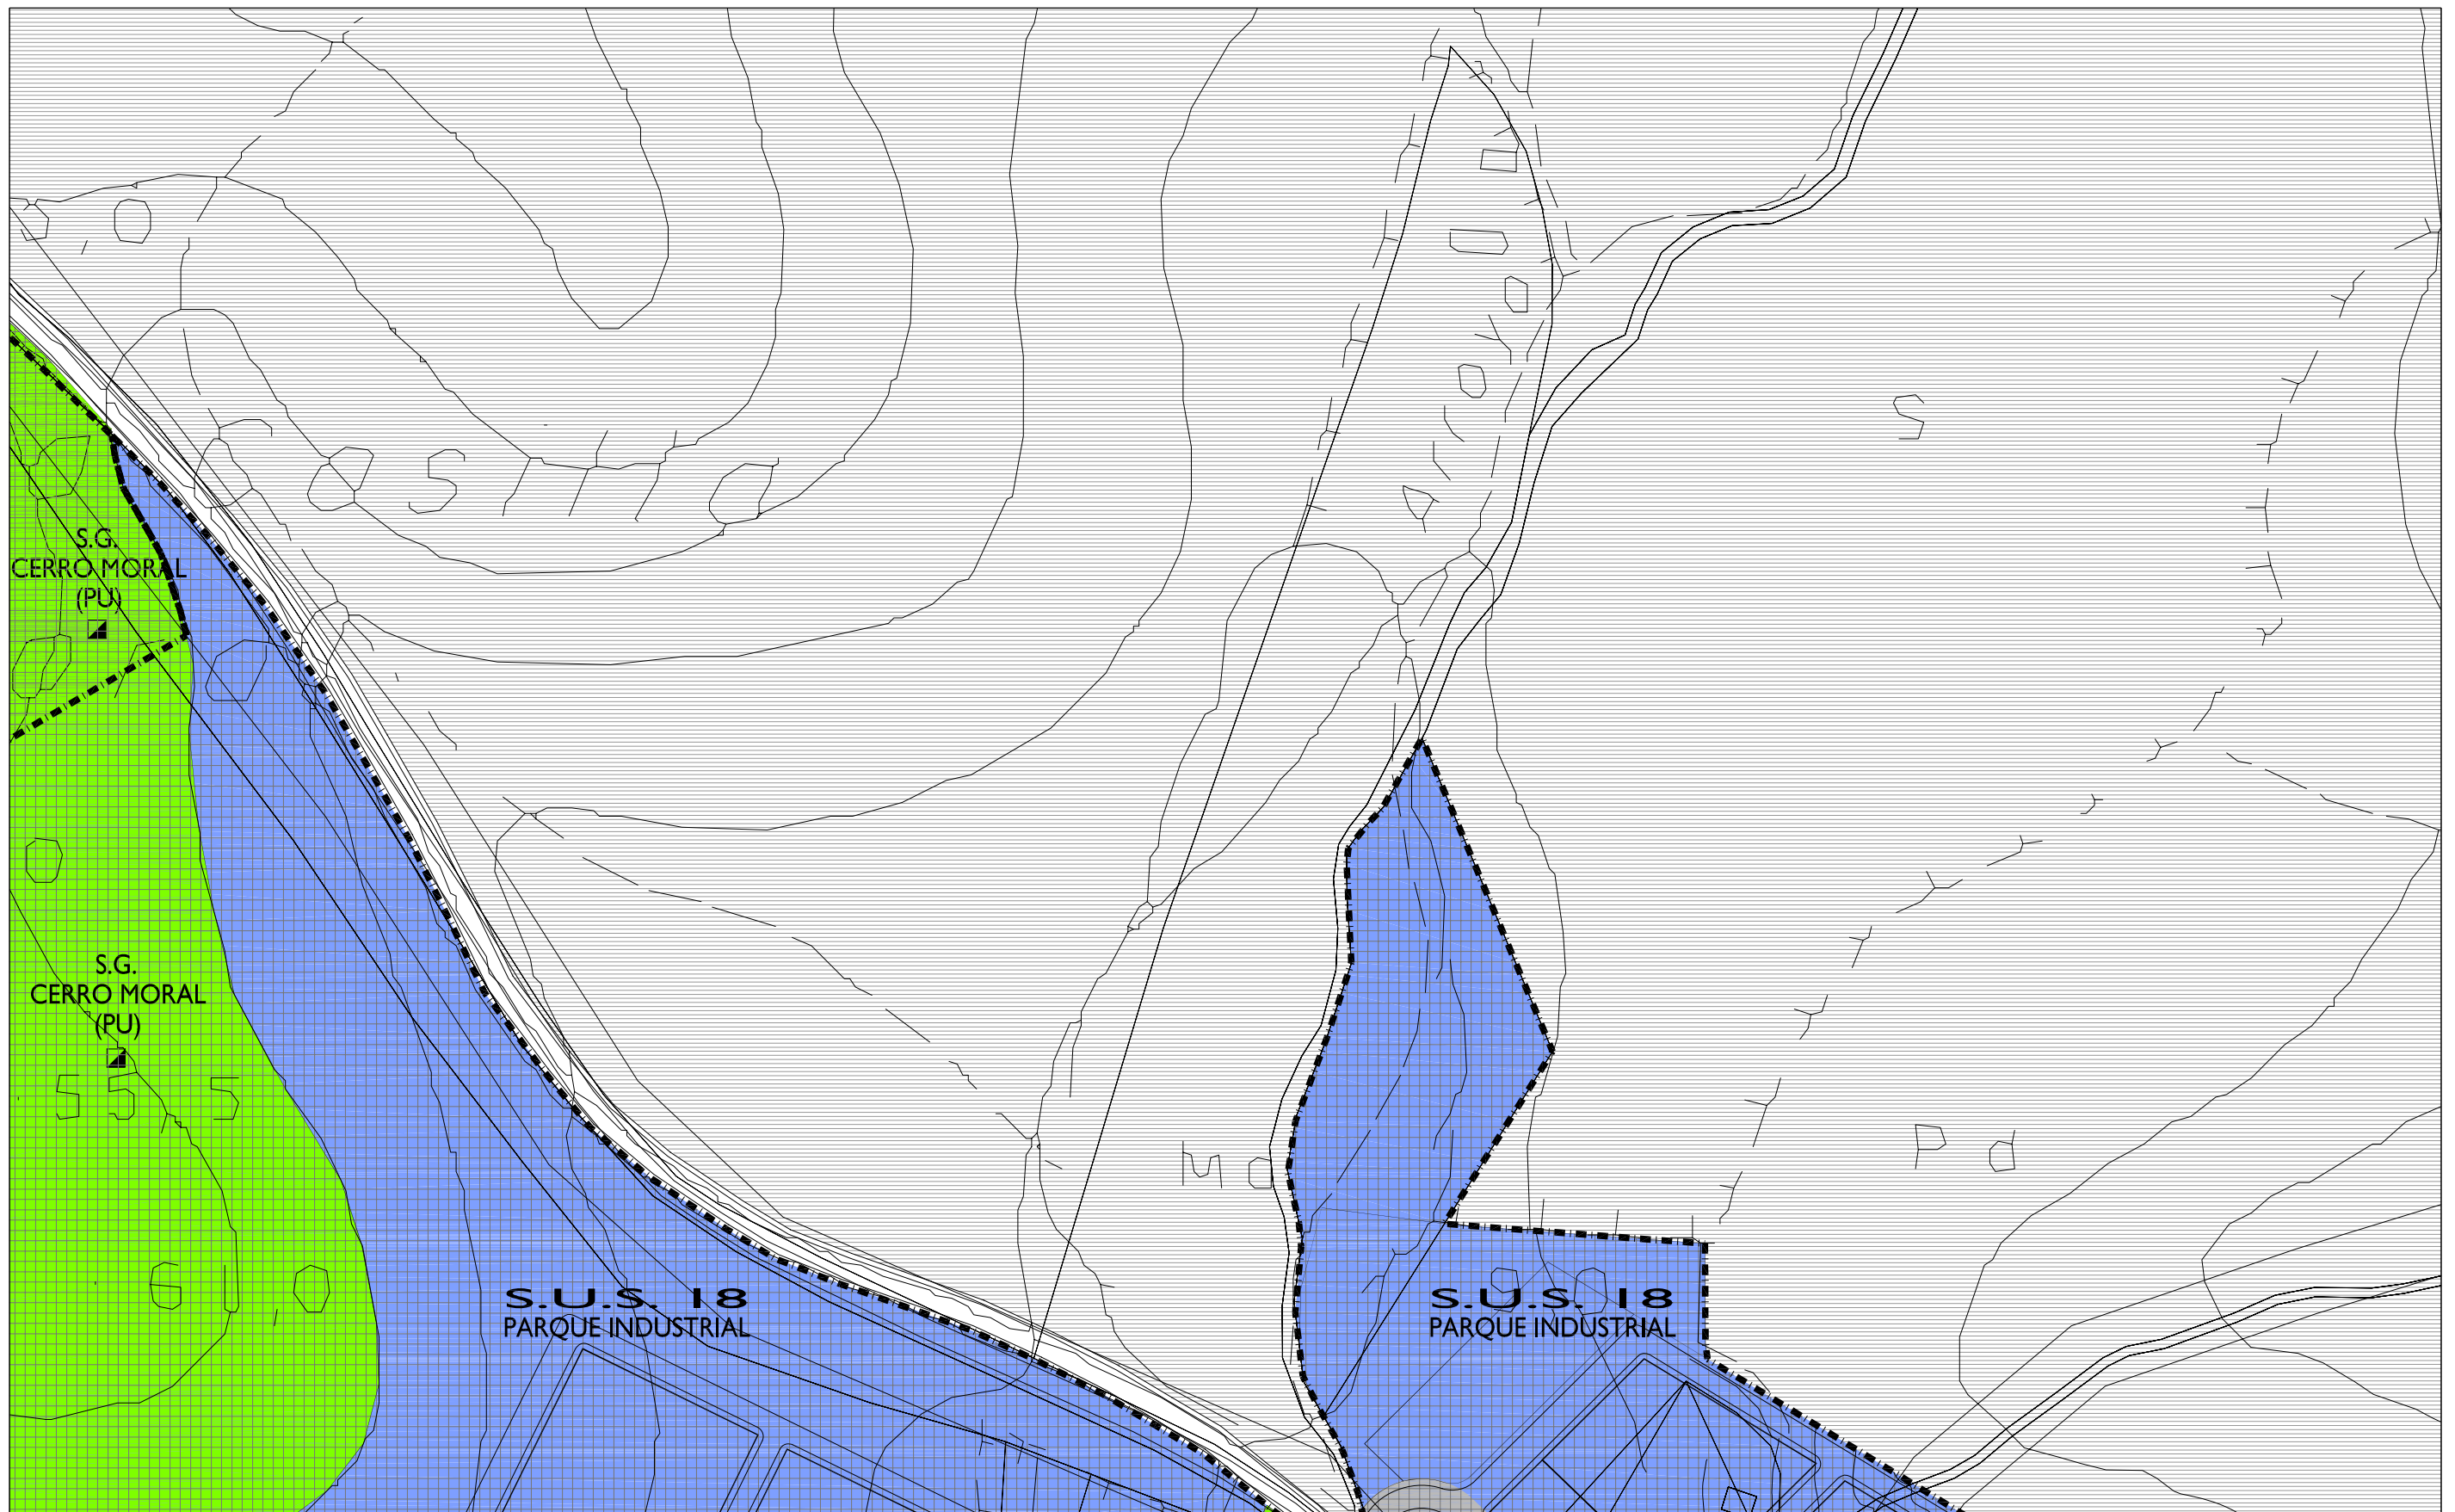 S.G.
CERRO MORAL
(PU)
S.G.
CERRO MORAL
(PU)
S.U.S. 18
PARQUE INDUSTRIAL
S.U.S. 18
PARQUE INDUSTRIAL